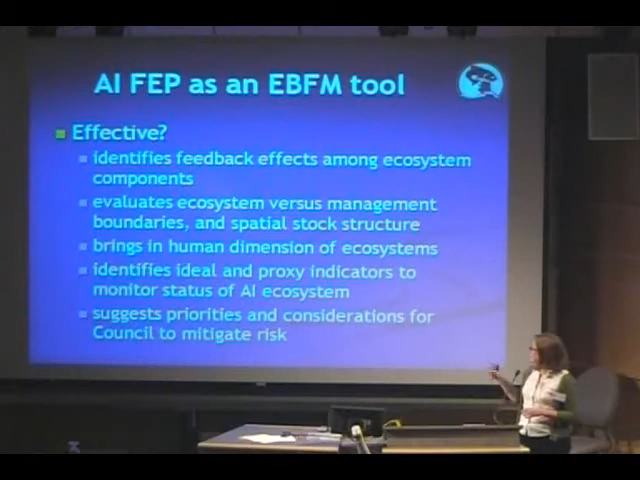 AI FEP as an EBFM tool
Effective?
identifies feedback effects among ecosystem
components
evaluates ecosystem versus management
boundaries, and spatial stock structure
brings in human dimension of ecosystems
identifies ideal and proxy indicators to
monitor status of AI ecosystem
suggests priorities and considerations for
Council to mitigate risk